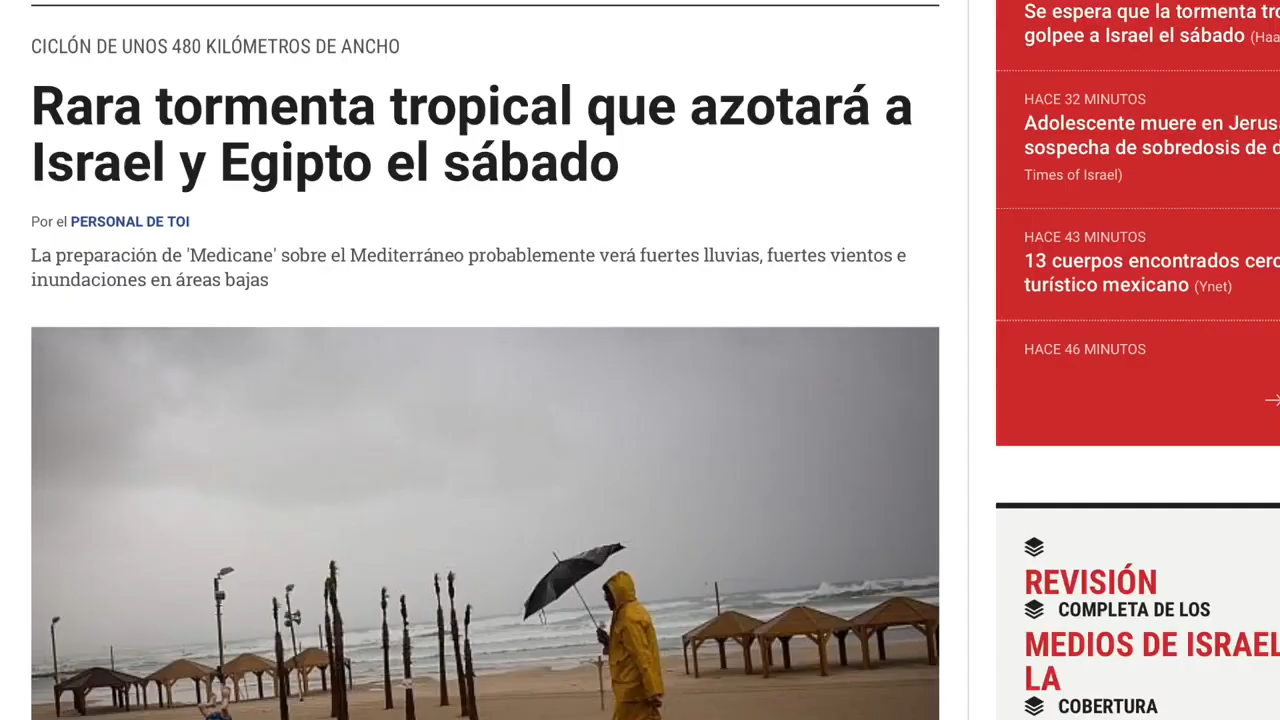 CICLÓN DE UNOS 480 KILÓMETROS DE ANCHO
Rara tormenta tropical que azotará a
Israel y Egipto el sábado
Por el PERSONAL DE TOI
La preparación de 'Medicane' sobre el Mediterráneo probablemente verá fuertes lluvias, fuertes vientos e
inundaciones en áreas bajas
Se espera que la tormenta
golpee a Israel el sábado
HACE 32 MINUTOS
Adolescente muere en
sospecha de sobredosis de
Times of Israel)
HACE 43 MINUTOS
13 cuerpos encontrados
turístico mexicano (Ynet)
HACE 46 MINUTOS
REVISIÓN
COMPLETA DE LOS
MEDIOS DE ISRAEL
LA
COBERTURA